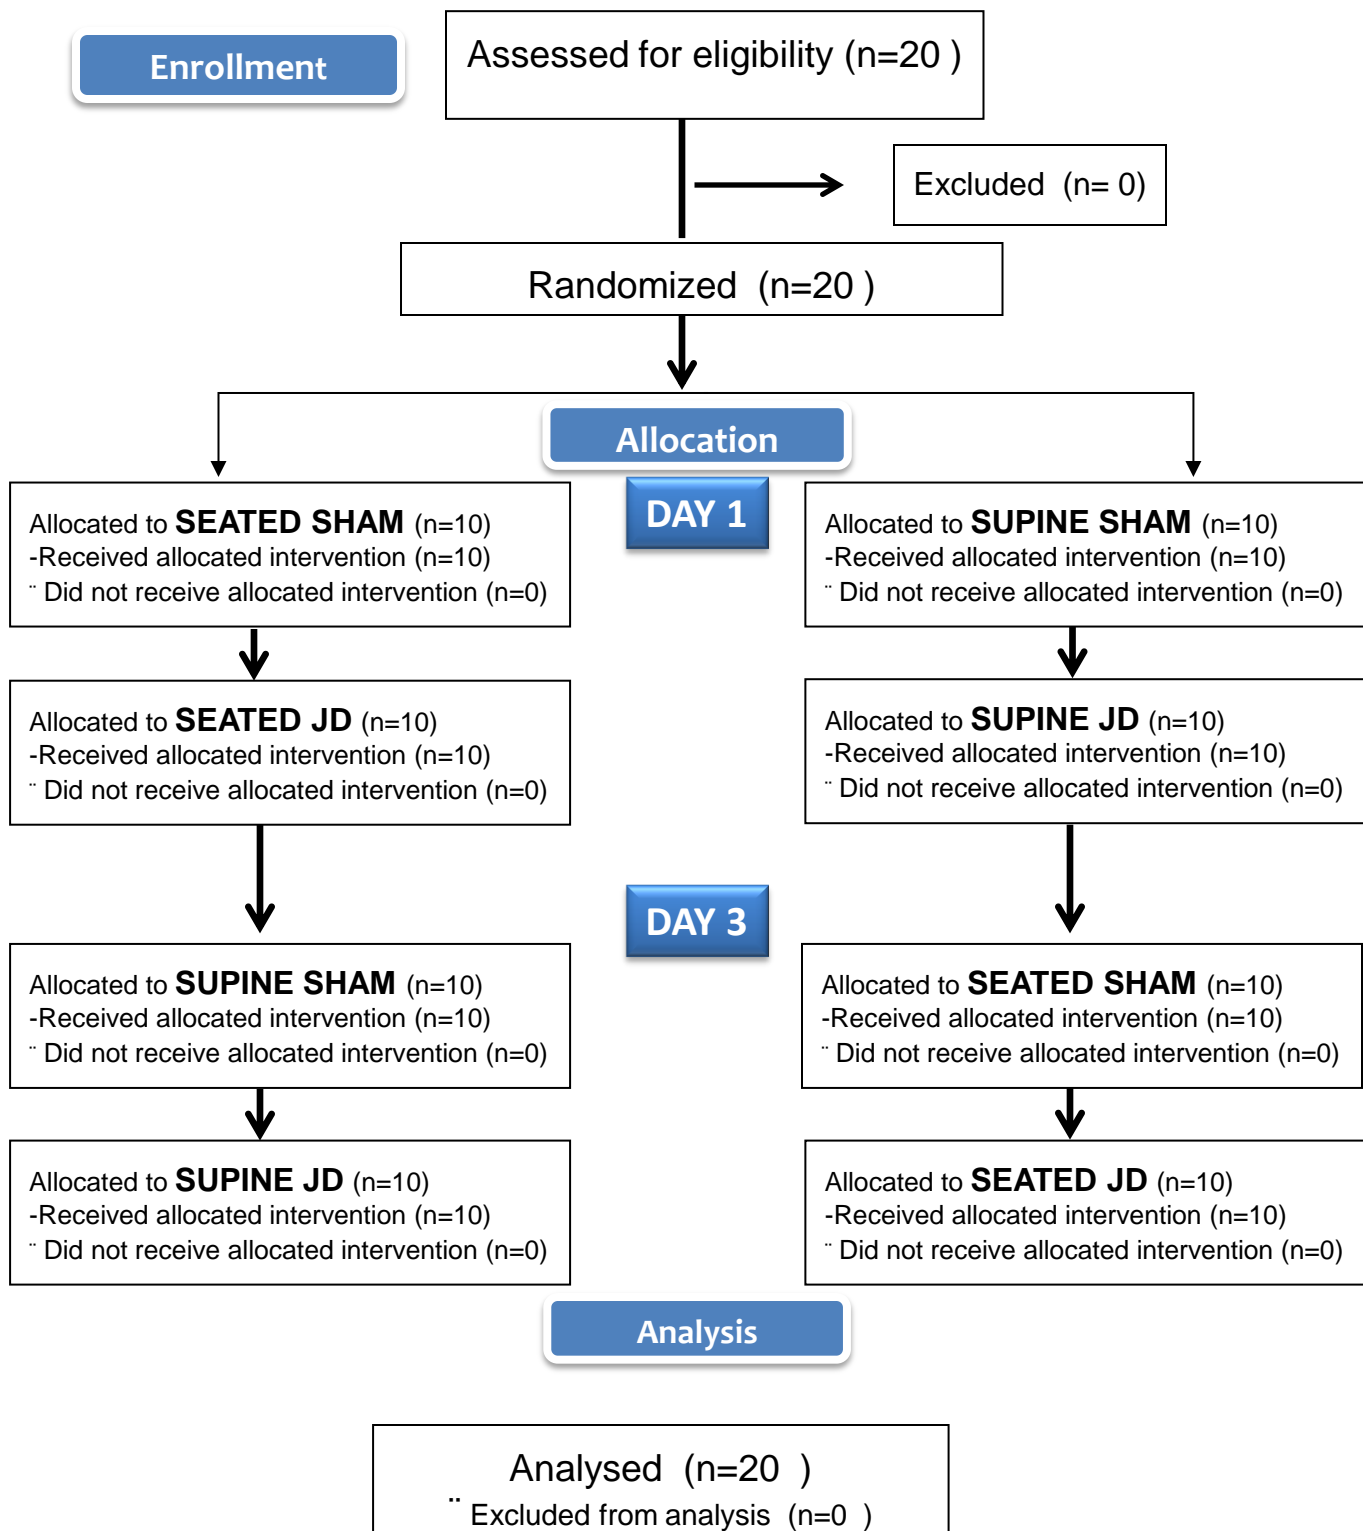 Enrollment
Assessed for eligibility (n=20 )
Excluded  (n= 0)
Randomized  (n=20 )
Allocation
DAY 1
Allocated to SEATED SHAM (n=10)
-Received allocated intervention (n=10)
¨ Did not receive allocated intervention (n=0)
Allocated to SUPINE SHAM (n=10)
-Received allocated intervention (n=10)
¨ Did not receive allocated intervention (n=0)
Allocated to SEATED JD (n=10)
-Received allocated intervention (n=10)
¨ Did not receive allocated intervention (n=0)
Allocated to SUPINE JD (n=10)
-Received allocated intervention (n=10)
¨ Did not receive allocated intervention (n=0)
DAY 3
Allocated to SUPINE SHAM (n=10)
-Received allocated intervention (n=10)
¨ Did not receive allocated intervention (n=0)
Allocated to SEATED SHAM (n=10)
-Received allocated intervention (n=10)
¨ Did not receive allocated intervention (n=0)
Allocated to SUPINE JD (n=10)
-Received allocated intervention (n=10)
¨ Did not receive allocated intervention (n=0)
Allocated to SEATED JD (n=10)
-Received allocated intervention (n=10)
¨ Did not receive allocated intervention (n=0)
Analysis
Analysed  (n=20  )
¨ Excluded from analysis  (n=0  )